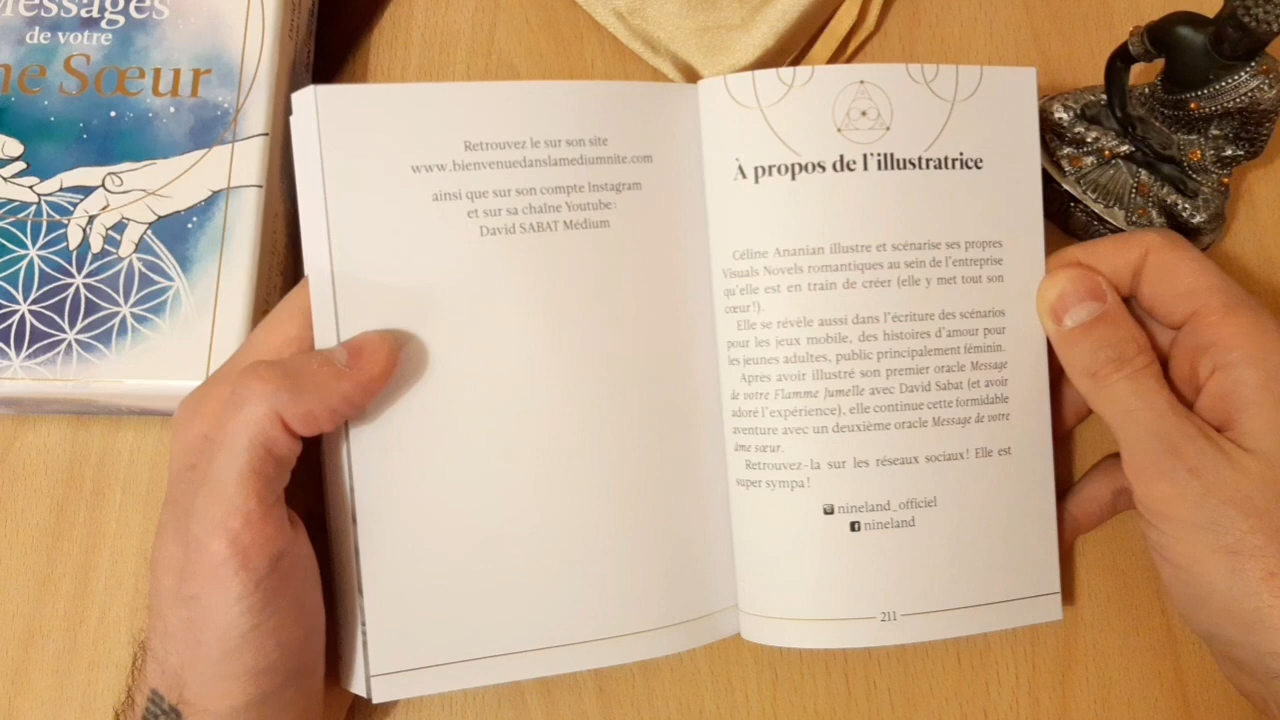 Messages
de votre
me Sœur
Retrouvez le sur son site
www.bienvenuedanslamediumnite.com
ainsi que sur son compte Instagram
et sur sa chaîne Youtube:
David SABAT Médium
À propos de l'illustratrice
Céline Ananian illustre et scénarise ses propres
Visuals Novels romantiques au sein de l'entreprise
qu'elle est en train de créer (elle y met tout son
cœur!).
Elle se révèle aussi dans l'écriture des scénarios
pour les jeux mobile, des histoires d'amour pour
les jeunes adultes, public principalement féminin.
Après avoir illustré son premier oracle Message
de votre Flamme Jumelle avec David Sabat (et avoir
adoré l'expérience), elle continue cette formidable
aventure avec un deuxième oracle Message de votre
âme sœur.
Retrouvez-la sur les réseaux sociaux! Elle est
super sympa!
nineland_officiel
nineland
211